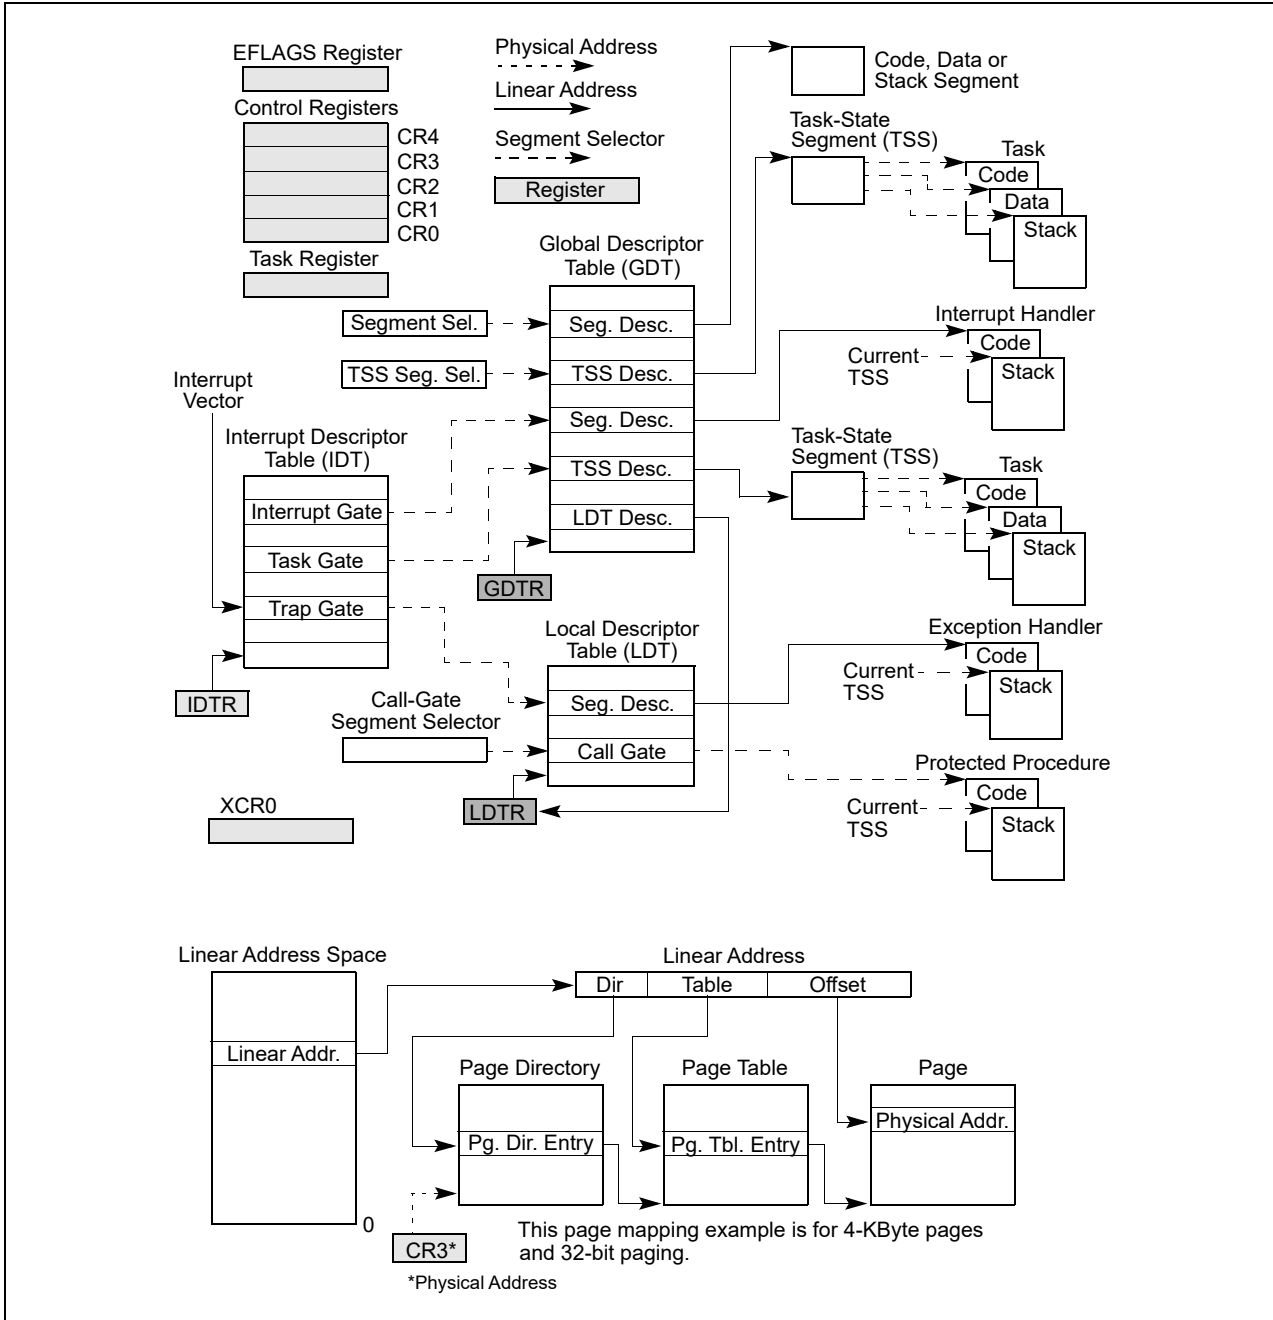 EFLAGS Register
Control Registers
CR4
CR3
CR2
CR1
CR0
Task Register
Physical Address
Linear Address
Segment Selector
Register
Code, Data or
Stack Segment
Task-State
Segment (TSS)
Task
Code
Data
Stack
Global Descriptor
Table (GDT)
Segment Sel.
Seg. Desc.
TSS Seg. Sel.
TSS Desc.
Seg. Desc.
TSS Desc.
LDT Desc.
GDTR
Interrupt Handler
Code
Stack
Current
TSS
Interrupt
Vector
Interrupt Descriptor
Table (IDT)
Interrupt Gate
Task Gate
Trap Gate
IDTR
Task-State
Segment (TSS)
Task
Code
Data
Stack
Local Descriptor
Table (LDT)
Seg. Desc.
Call Gate
LDTR
Call-Gate
Segment Selector
Exception Handler
Code
Stack
Current
TSS
Protected Procedure
Code
Stack
Current
TSS
XCR0
Linear Address Space
Linear Addr.
0
Linear Address
Dir
Table
Offset
Page Directory
Pg. Dir. Entry
Page Table
Pg. Tbl. Entry
Page
Physical Addr.
CR3*
*Physical Address
This page mapping example is for 4-KByte pages
and 32-bit paging.